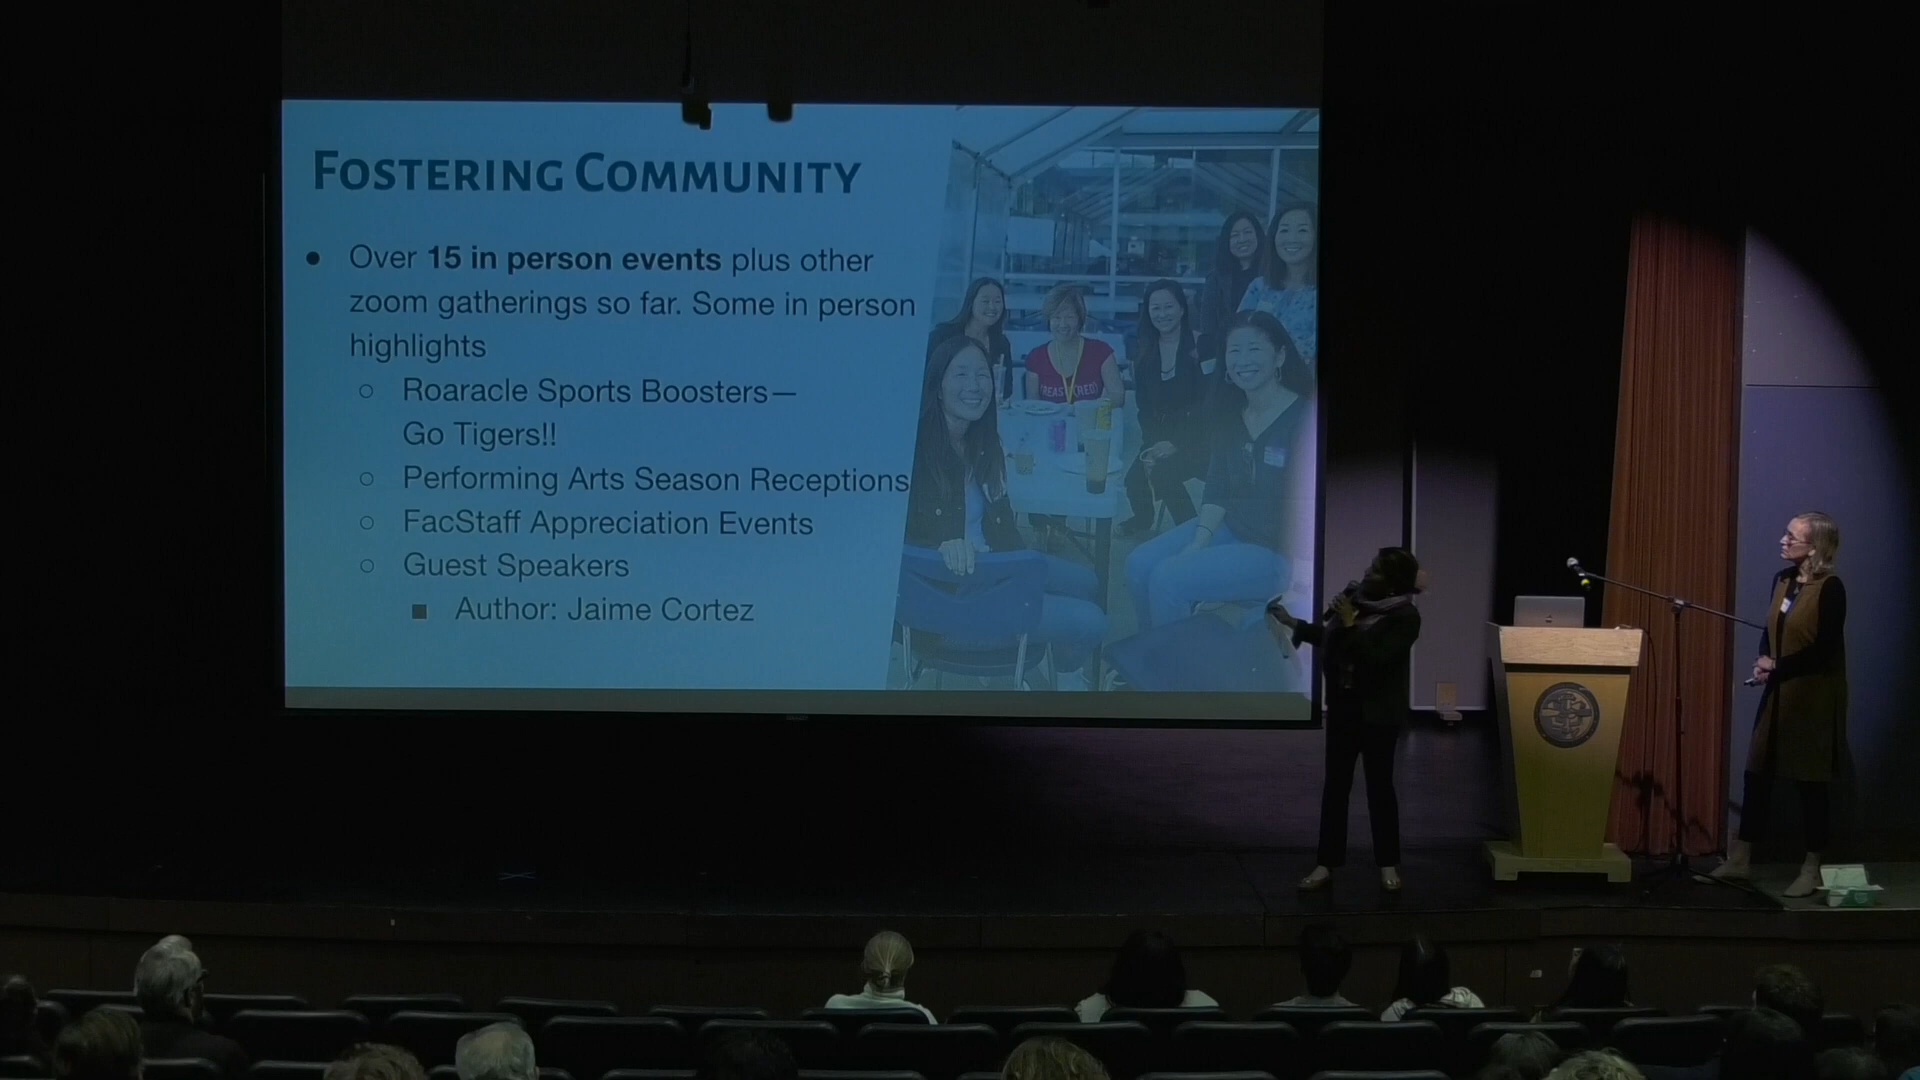 FOSTERING COMMUNITY
● Over 15 in person events plus other
zoom gatherings so far. Some in person
highlights
○ Roaracle Sports Boosters—
Go Tigers!!
○ Performing Arts Season Receptions
○ FacStaff Appreciation Events
○ Guest Speakers
■ Author: Jaime Cortez